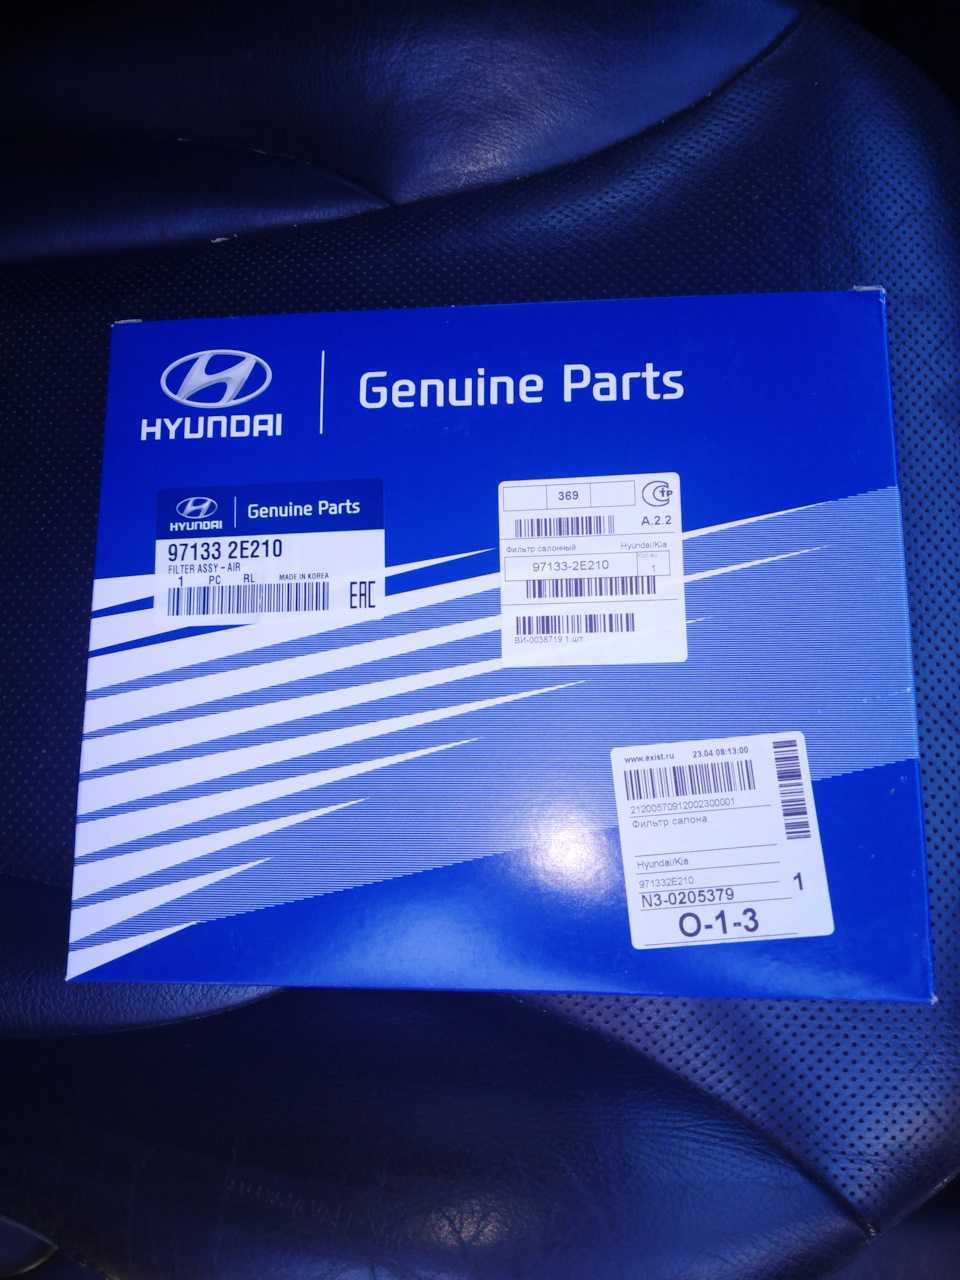 HYUNDAI
Genuine Parts
HYUNDAI
Genuine Parts
97133 2E210
FILTER ASSY-AIR
1 PC RL MADE IN KOREA
EAC
369
А.2.2
Фильтр салонный Hyundai/Kia
97133-2E210
1
ВИ-0038719 1 шт
www.exist.ru 23.04 08:13:00
21200570912002300001
Фильтр салона
Hyundai/Kia
971332E210
1
N3-0205379
O-1-3